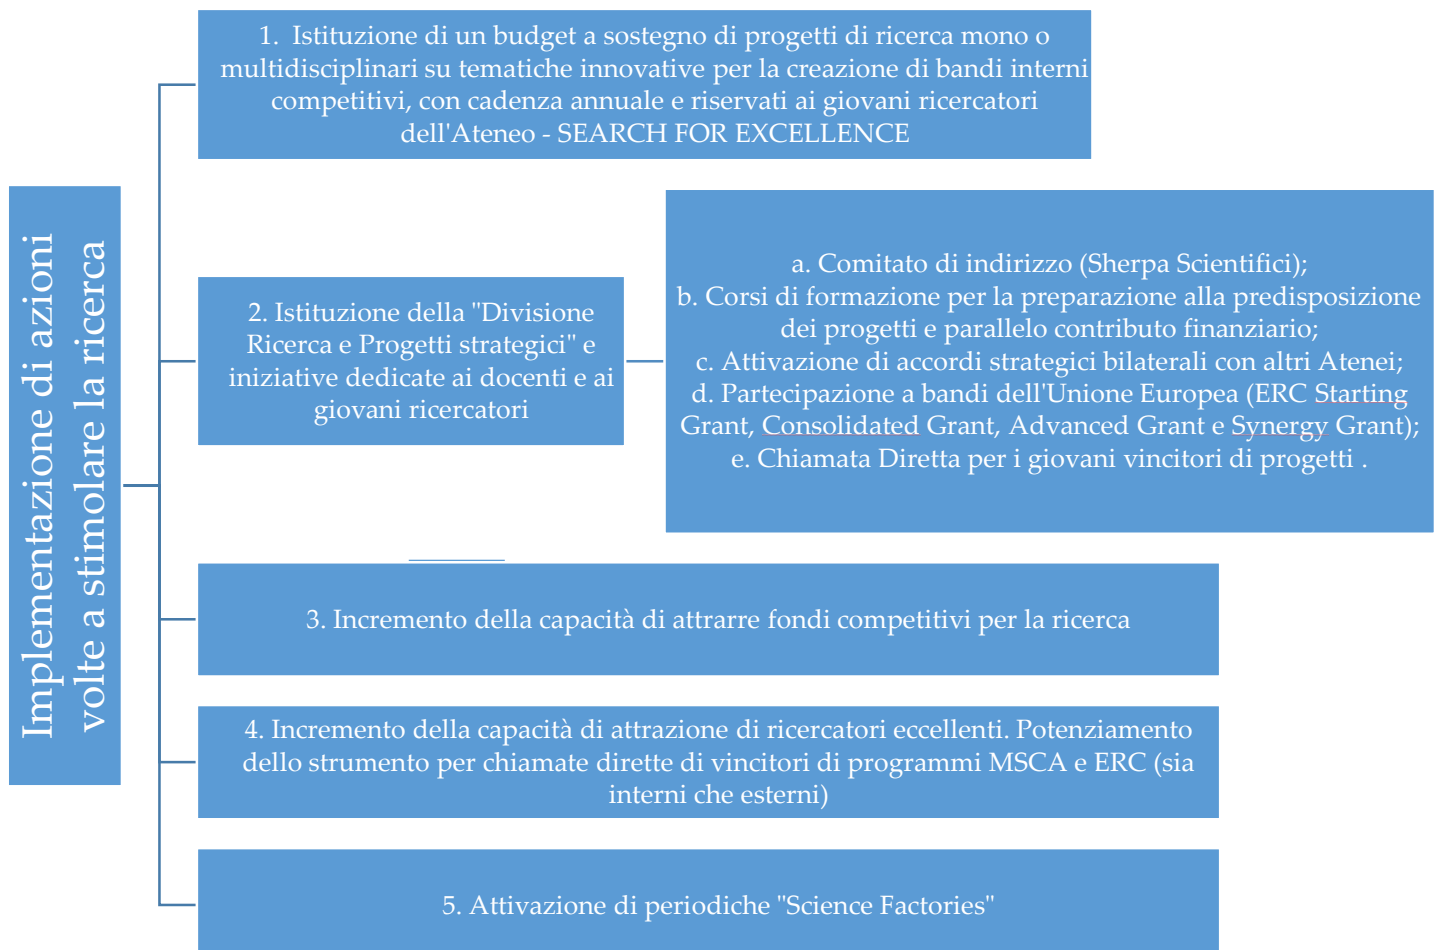 Implementazione di azioni
volte a stimolare la ricerca
1.  Istituzione di un budget a sostegno di progetti di ricerca mono o
multidisciplinari su tematiche innovative per la creazione di bandi interni
competitivi, con cadenza annuale e riservati ai giovani ricercatori
dell'Ateneo - SEARCH FOR EXCELLENCE
2. Istituzione della "Divisione
Ricerca e Progetti strategici" e
iniziative dedicate ai docenti e ai
giovani ricercatori
a. Comitato di indirizzo (Sherpa Scientifici);
b. Corsi di formazione per la preparazione alla predisposizione
dei progetti e parallelo contributo finanziario;
c. Attivazione di accordi strategici bilaterali con altri Atenei;
d. Partecipazione a bandi dell'Unione Europea (ERC Starting
Grant, Consolidated Grant, Advanced Grant e Synergy Grant);
e. Chiamata Diretta per i giovani vincitori di progetti .
3. Incremento della capacità di attrarre fondi competitivi per la ricerca
4. Incremento della capacità di attrazione di ricercatori eccellenti. Potenziamento
dello strumento per chiamate dirette di vincitori di programmi MSCA e ERC (sia
interni che esterni)
5. Attivazione di periodiche "Science Factories"